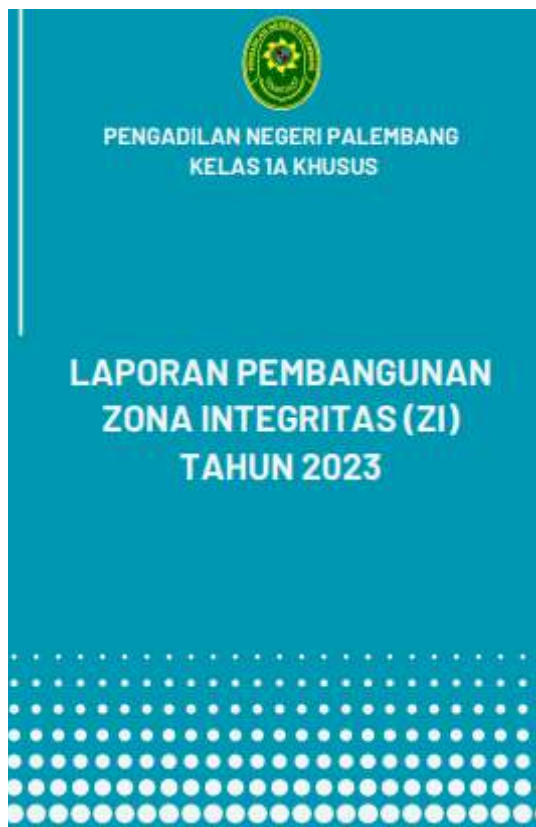 PENGADILAN NEGERI PALEMBANG
KELAS 1A KHUSUS
LAPORAN PEMBANGUNAN
ZONA INTEGRITAS (ZI)
TAHUN 2023